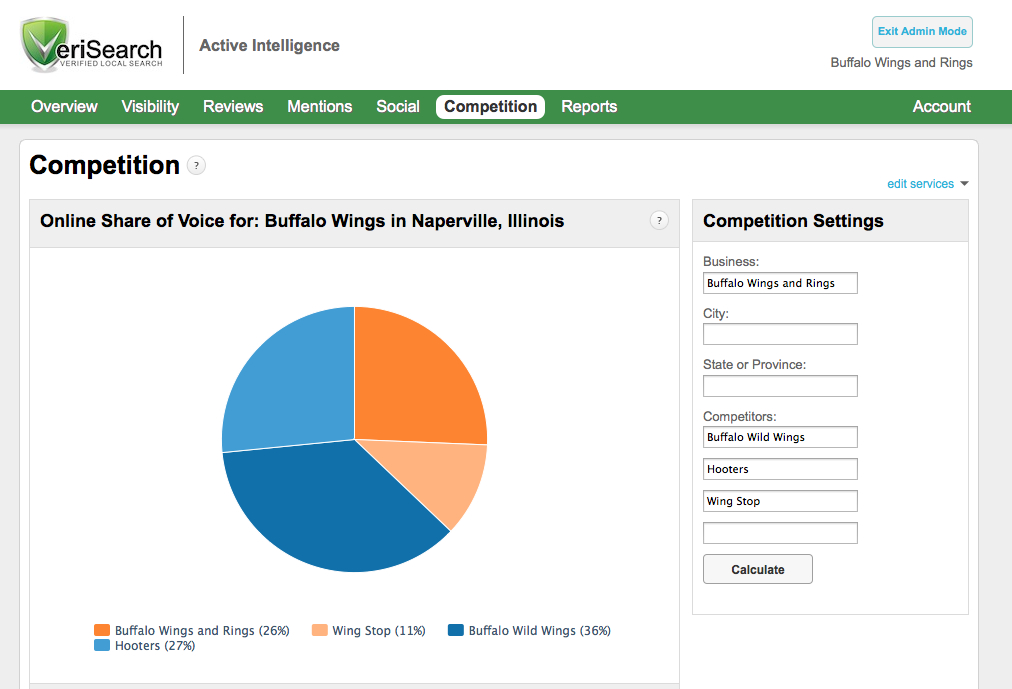 VeriSearch
VERIFIED LOCAL SEARCH
Active Intelligence
Exit Admin Mode
Buffalo Wings and Rings
Overview Visibility Reviews Mentions Social Competition Reports Account
Competition ?
edit services
Online Share of Voice for: Buffalo Wings in Naperville, Illinois ?
Buffalo Wings and Rings (26%) Wing Stop (11%) Buffalo Wild Wings (36%)
Hooters (27%)
Competition Settings
Business:
Buffalo Wings and Rings
City:
State or Province:
Competitors:
Buffalo Wild Wings
Hooters
Wing Stop
Calculate